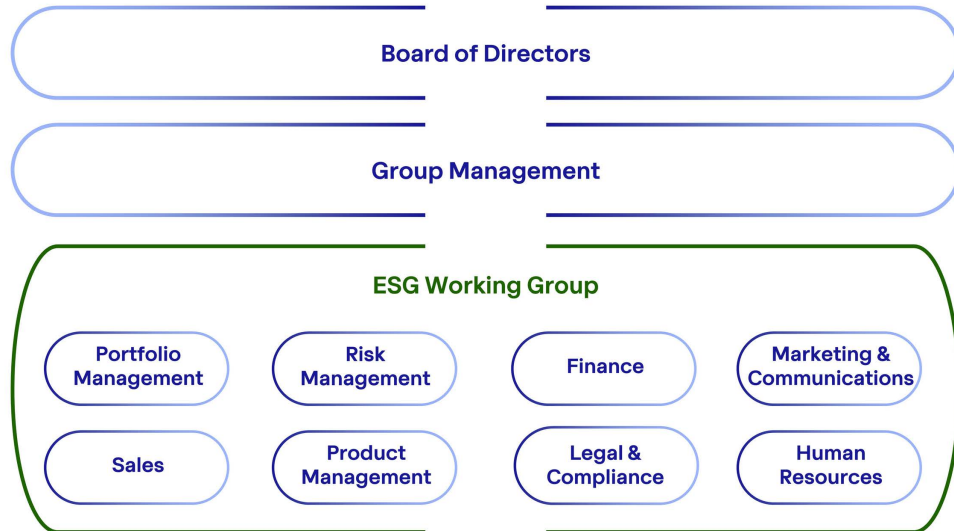 Board of Directors
Group Management
ESG Working Group
Portfolio
Management
Risk
Management
Finance
Marketing &
Communications
Sales
Product
Management
Legal &
Compliance
Human
Resources